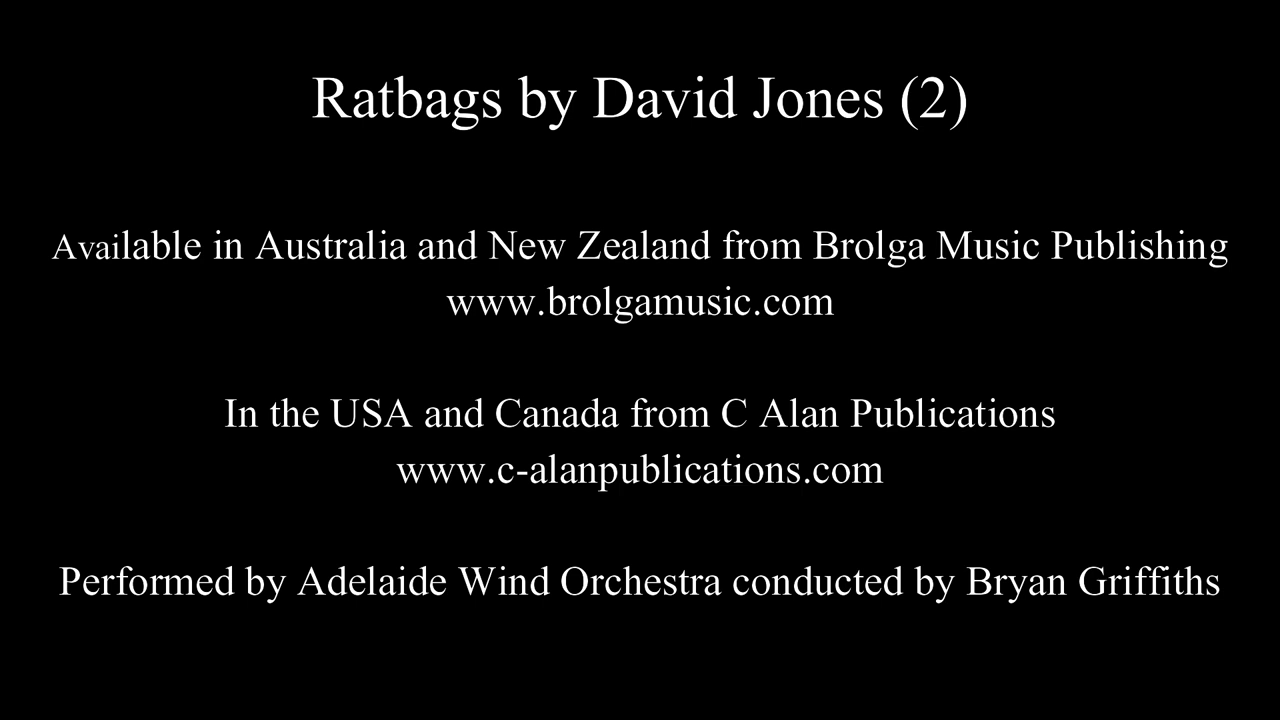 Ratbags by David Jones (2)
Available in Australia and New Zealand from Brolga Music Publishing
www.brolgamusic.com
In the USA and Canada from C Alan Publications
www.c-alanpublications.com
Performed by Adelaide Wind Orchestra conducted by Bryan Griffiths